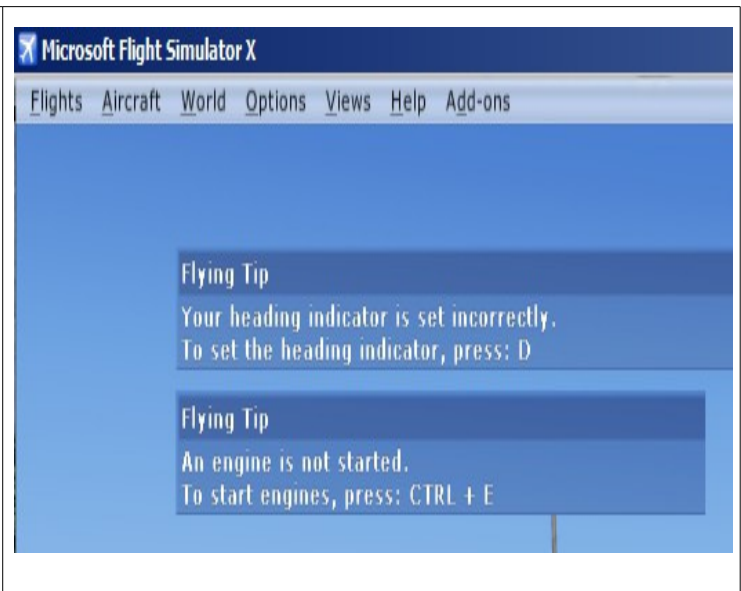 Microsoft Flight Simulator X
Flights Aircraft World Options Views Help Add-ons
Flying Tip
Your heading indicator is set incorrectly.
To set the heading indicator, press: D
Flying Tip
An engine is not started.
To start engines, press: CTRL + E